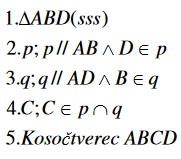 1.ΔABD(sss)
2.p; p // AB ∧ D ∈ p
3.q; q // AD ∧ B ∈ q
4.C; C ∈ p ∩ q
5.Kosočtverec ABCD